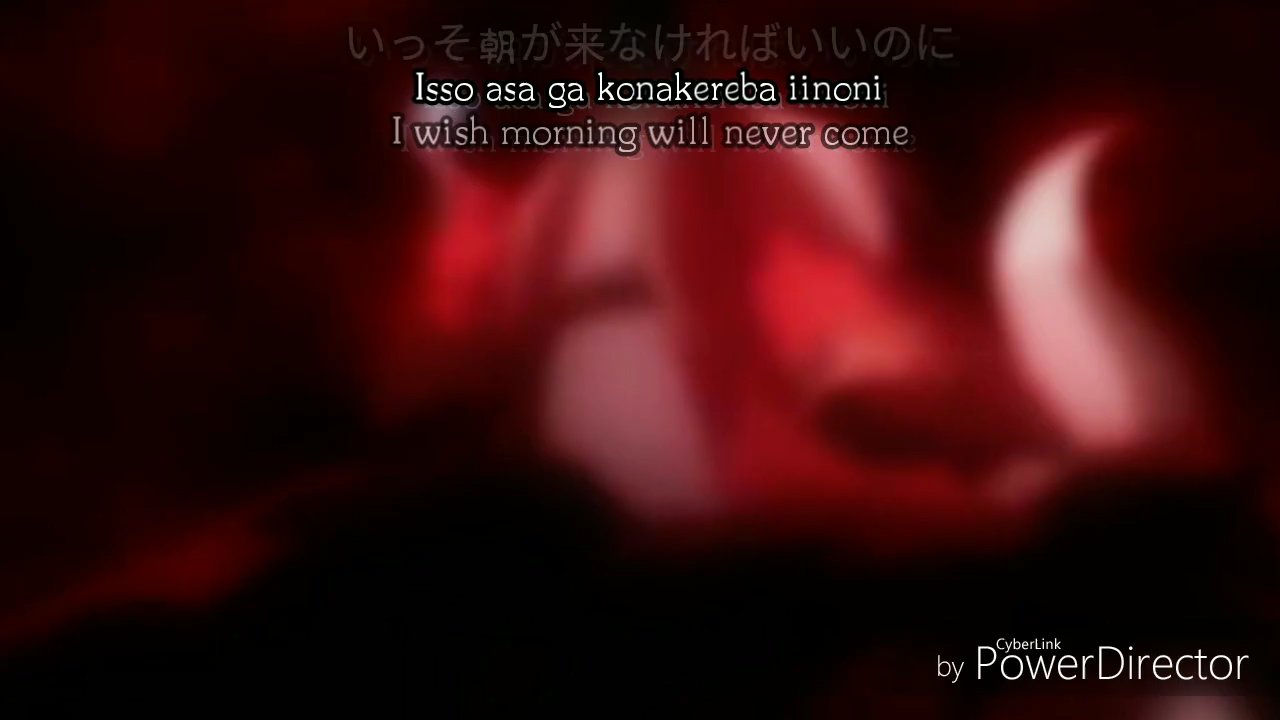 いっそ朝が来なければいいのに
Isso asa ga konakereba iinoni
I wish morning will never come
CyberLink
by PowerDirector